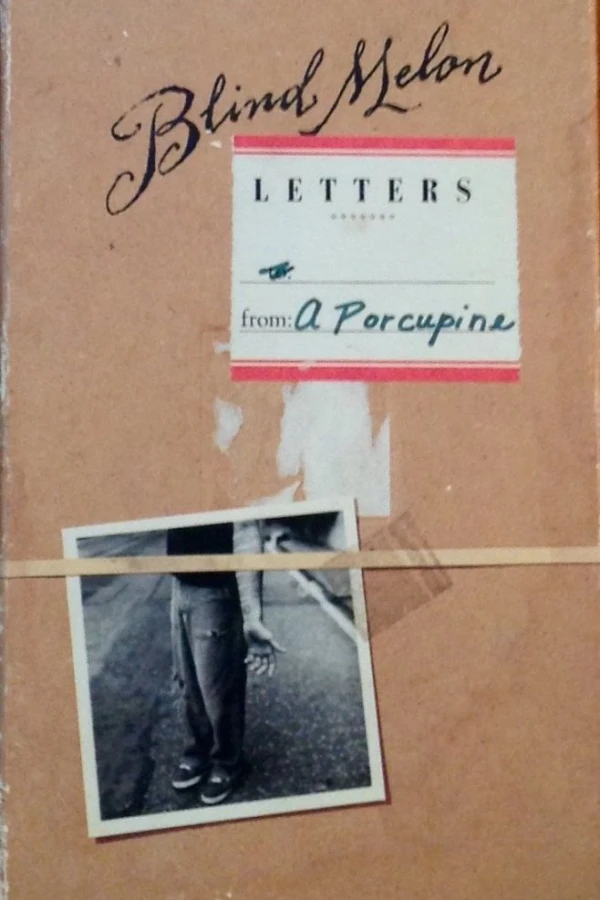 Blind Melon
LETTERS
to:
from: A Porcupine